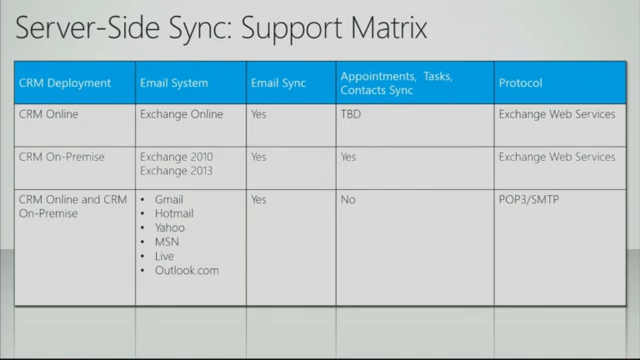 Server-Side Sync: Support Matrix
CRM Deployment
Email System
Email Sync
Appointments, Tasks,
Contacts Sync
Protocol
CRM Online
Exchange Online
Yes
TBD
Exchange Web Services
CRM On-Premise
Exchange 2010
Exchange 2013
Yes
Yes
Exchange Web Services
CRM Online and CRM
On-Premise
• Gmail
• Hotmail
• Yahoo
• MSN
• Live
• Outlook.com
Yes
No
POP3/SMTP